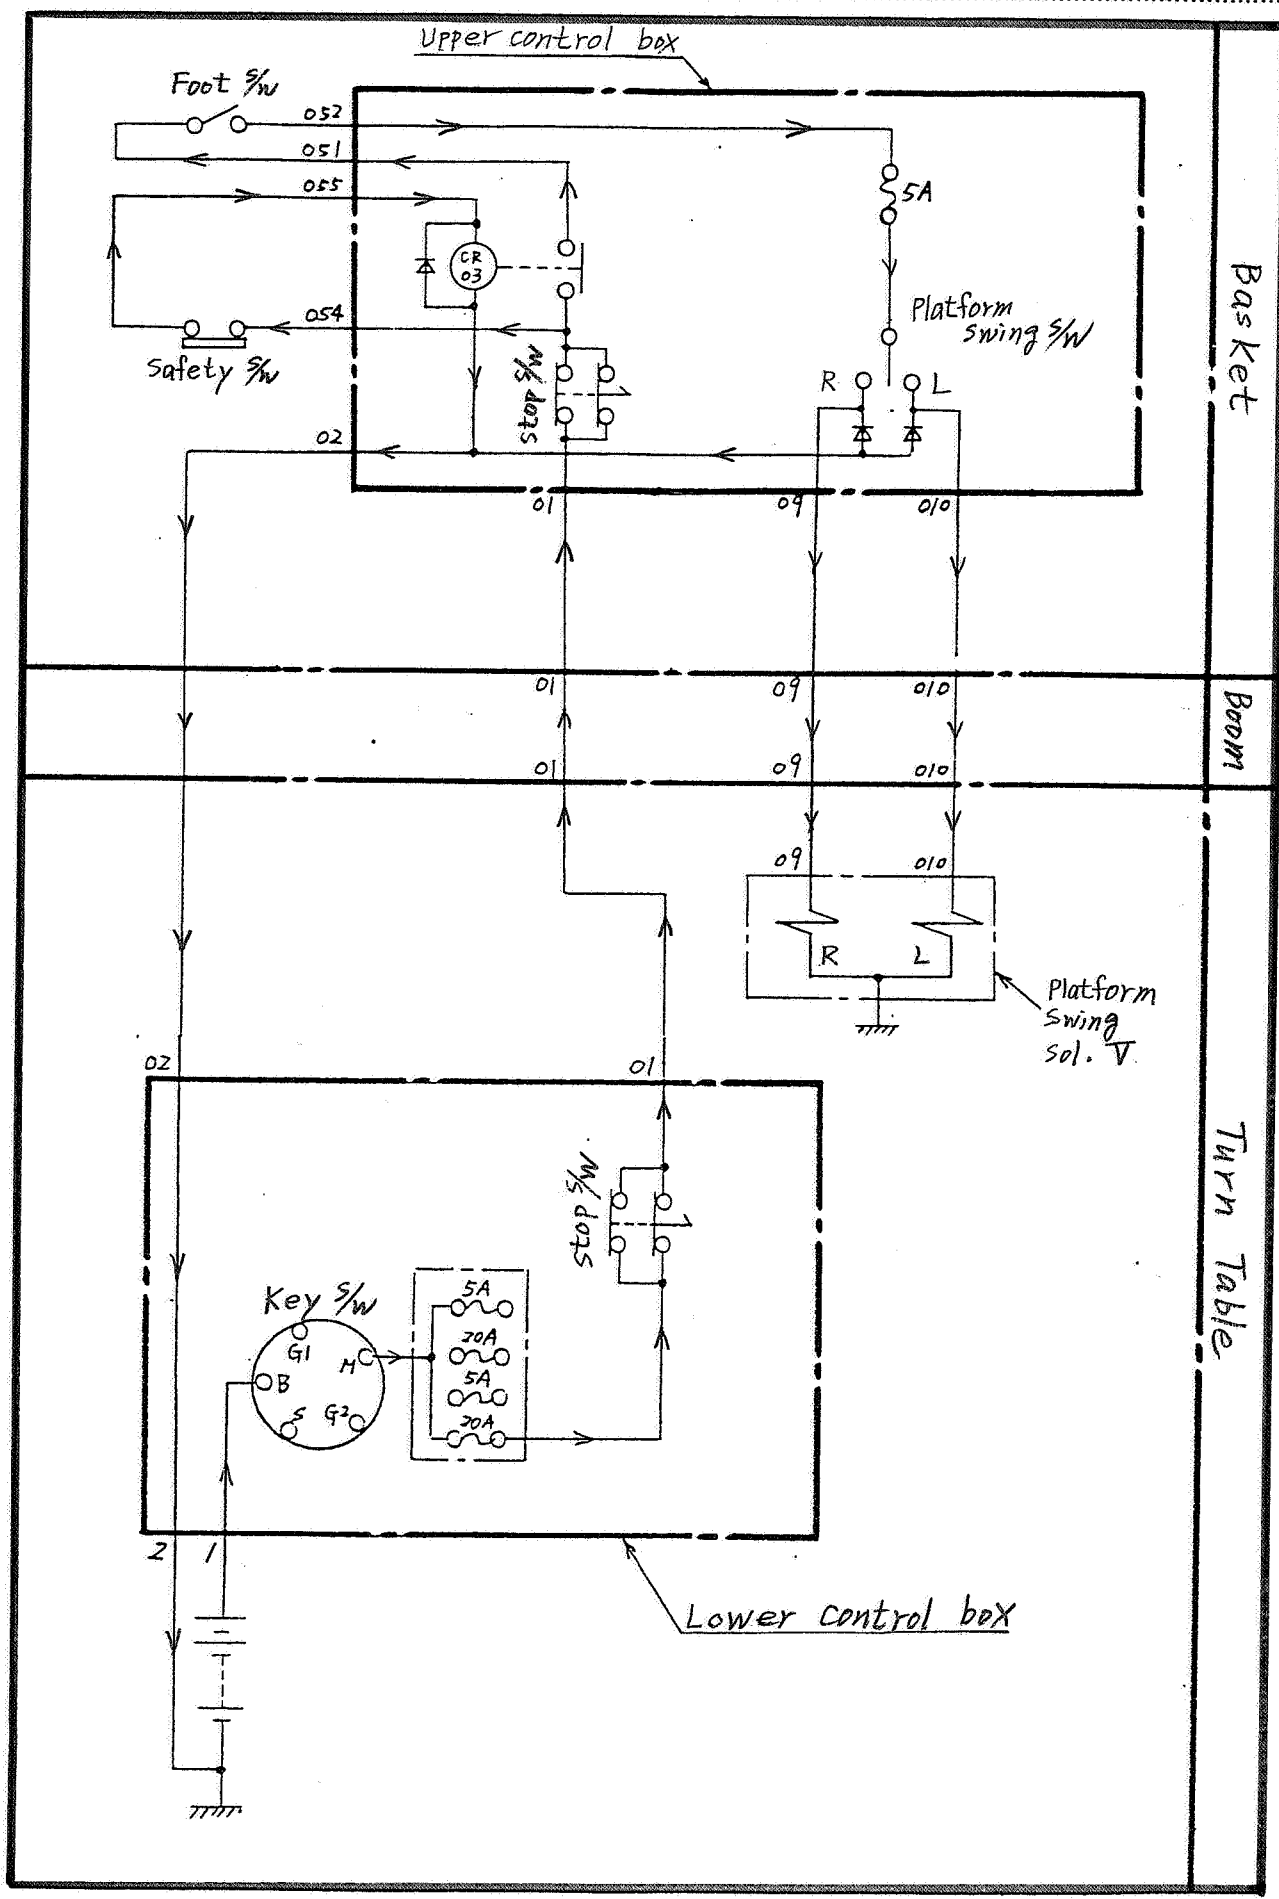 Upper control box
Foot S/W
052
051
055
5A
CR
03
Platform
Swing S/W
054
Safety S/W
Stop S/W
R
L
02
01
09
010
Basket
01
09
010
Boom
01
09
010
09
010
R
L
Platform
Swing
Sol. V.
02
01
Stop S/W
Turn Table
Key S/W
5A
G1
M
20A
B
5A
S
G2
20A
2
1
Lower control box